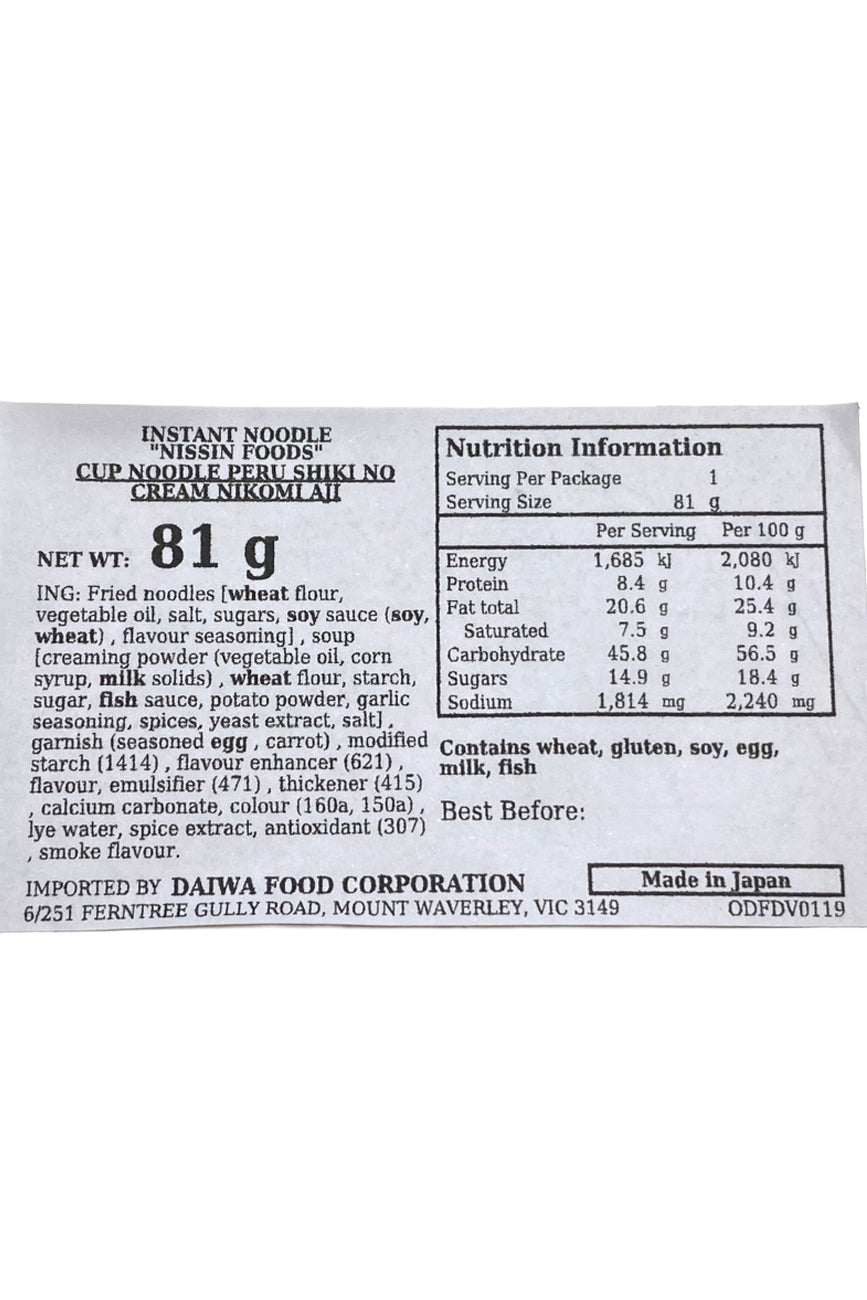 INSTANT NOODLE
"NISSIN FOODS"
CUP NOODLE PERU SHIKI NO
CREAM NIKOMI AJI
NET WT: 81 g
ING: Fried noodles [wheat flour,
vegetable oil, salt, sugars, soy sauce (soy,
wheat) , flavour seasoning] , soup
[creaming powder (vegetable oil, corn
syrup, milk solids) , wheat flour, starch,
sugar, fish sauce, potato powder, garlic
seasoning, spices, yeast extract, salt] ,
garnish (seasoned egg , carrot) , modified
starch (1414) , flavour enhancer (621) ,
flavour, emulsifier (471) , thickener (415)
, calcium carbonate, colour (160a, 150a) ,
lye water, spice extract, antioxidant (307)
, smoke flavour.
Nutrition Information
Serving Per Package 1
Serving Size 81 g
Per Serving Per 100 g
Energy 1,685 kJ 2,080 kJ
Protein 8.4 g 10.4 g
Fat total 20.6 g 25.4 g
Saturated 7.5 g 9.2 g
Carbohydrate 45.8 g 56.5 g
Sugars 14.9 g 18.4 g
Sodium 1,814 mg 2,240 mg
Contains wheat, gluten, soy, egg,
milk, fish
Best Before:
IMPORTED BY DAIWA FOOD CORPORATION
6/251 FERNTREE GULLY ROAD, MOUNT WAVERLEY, VIC 3149
Made in Japan
ODFDV0119